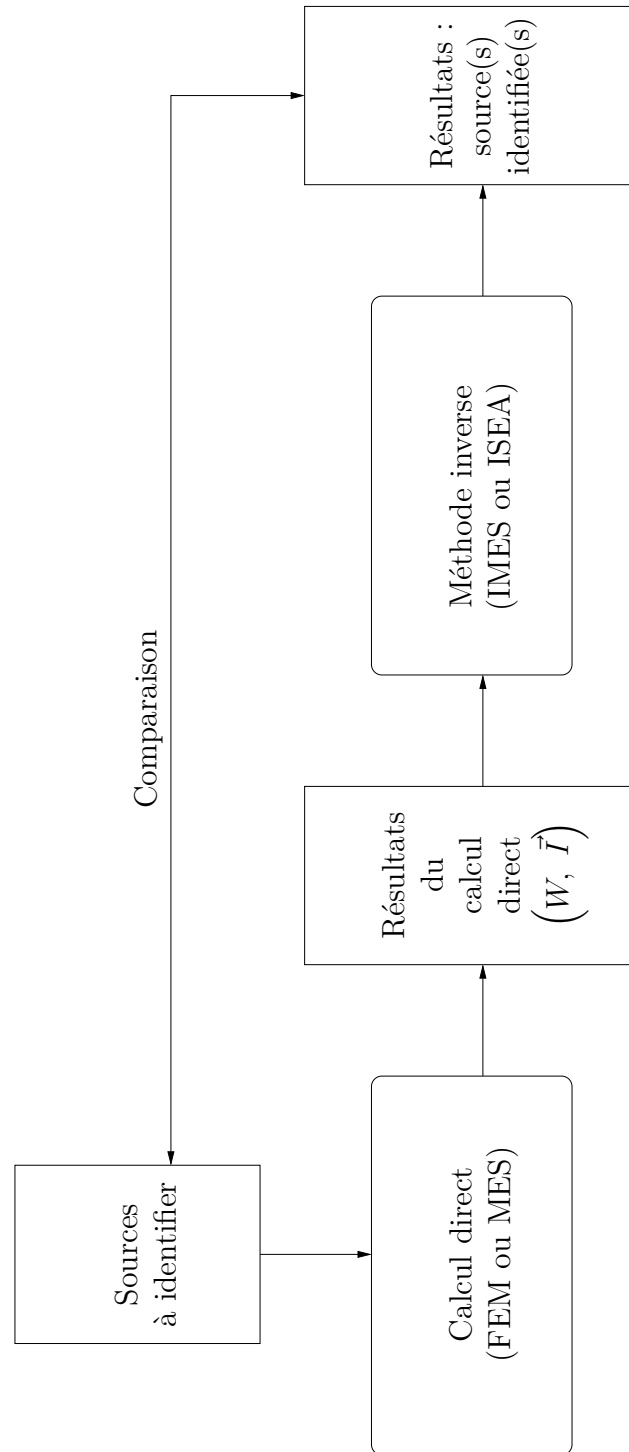 Sources
à identifier
Comparaison
Calcul direct
(FEM ou MES)
Résultats
du
calcul
direct
(W, I⃗)
Méthode inverse
(IMES ou ISEA)
Résultats :
source(s)
identifiée(s)